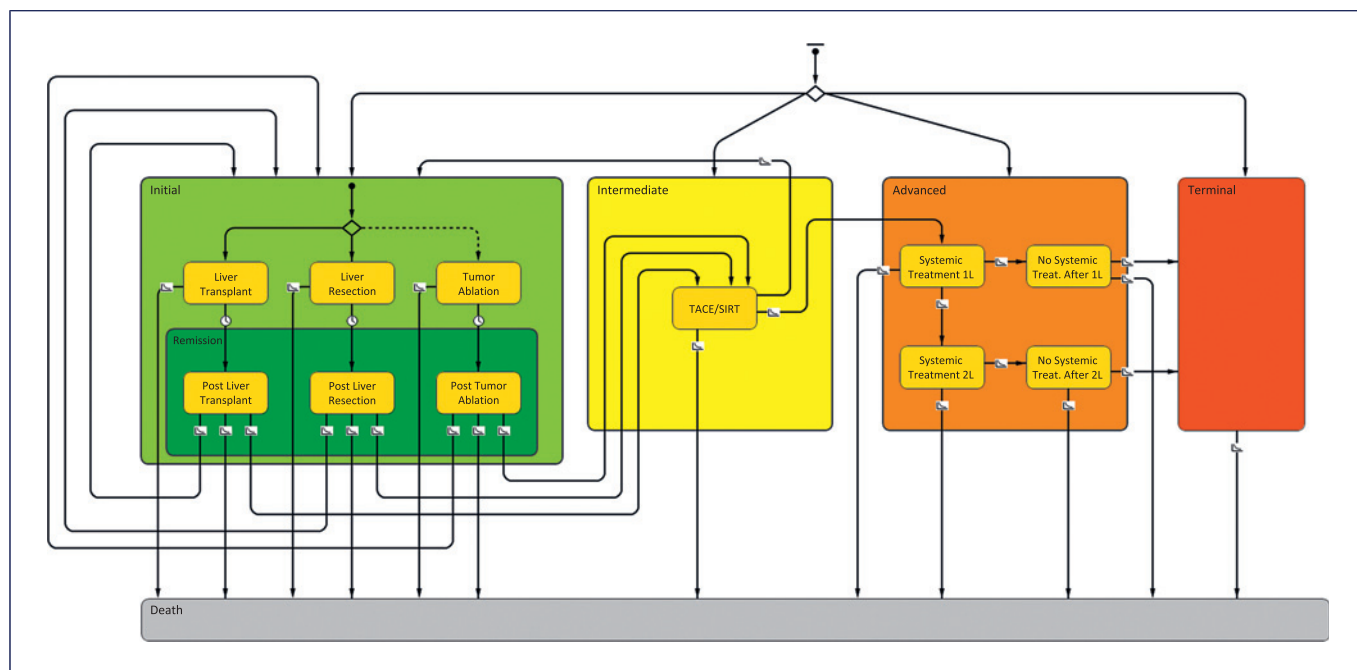 Initial
Intermediate
Advanced
Terminal
Liver
Transplant
Liver
Resection
Tumor
Ablation
Systemic
Treatment 1L
No Systemic
Treat. After 1L
TACE/SIRT
Remission
Post Liver
Transplant
Post Liver
Resection
Post Tumor
Ablation
Systemic
Treatment 2L
No Systemic
Treat. After 2L
Death